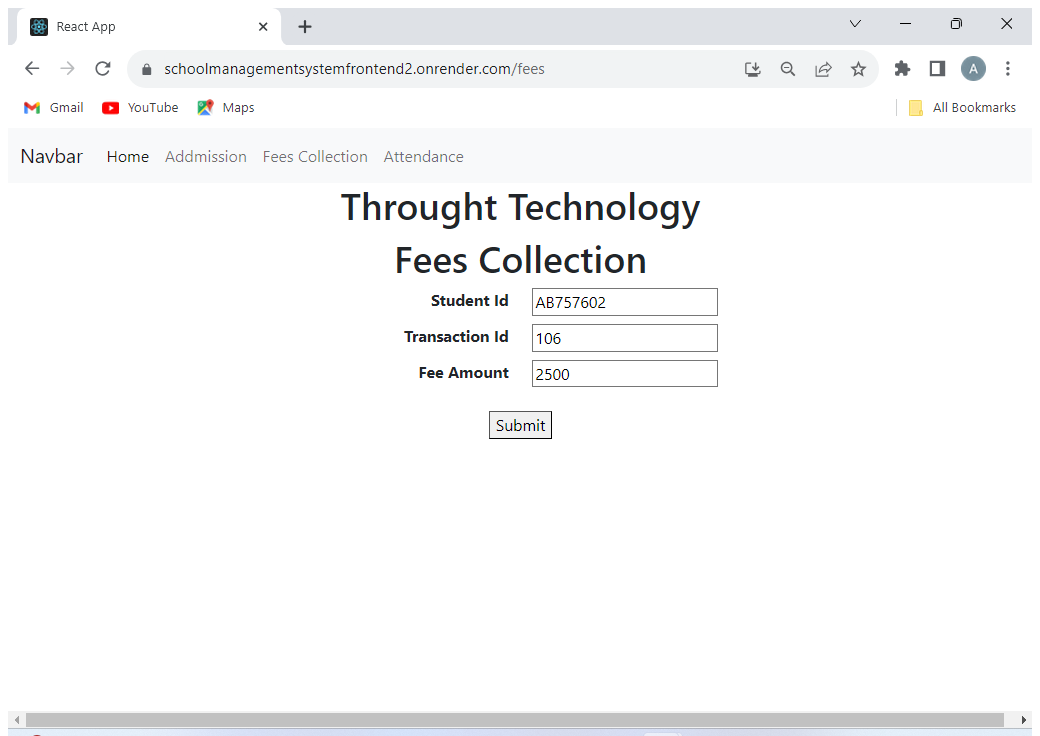 React App
schoolmanagementsystemfrontend2.onrender.com/fees
A
Gmail YouTube Maps All Bookmarks
Navbar Home Addmission Fees Collection Attendance
Throught Technology
Fees Collection
Student Id AB757602
Transaction Id 106
Fee Amount 2500
Submit